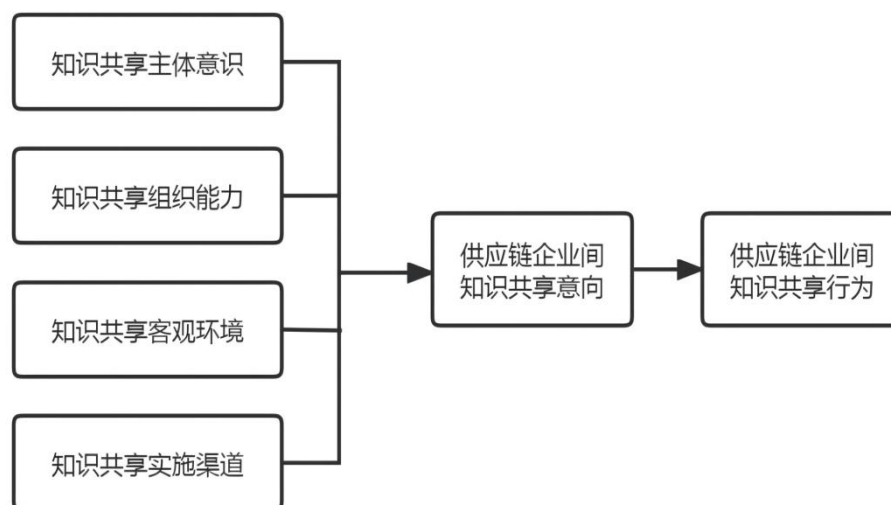 知识共享主体意识
知识共享组织能力
知识共享客观环境
知识共享实施渠道
供应链企业间
知识共享意向
供应链企业间
知识共享行为